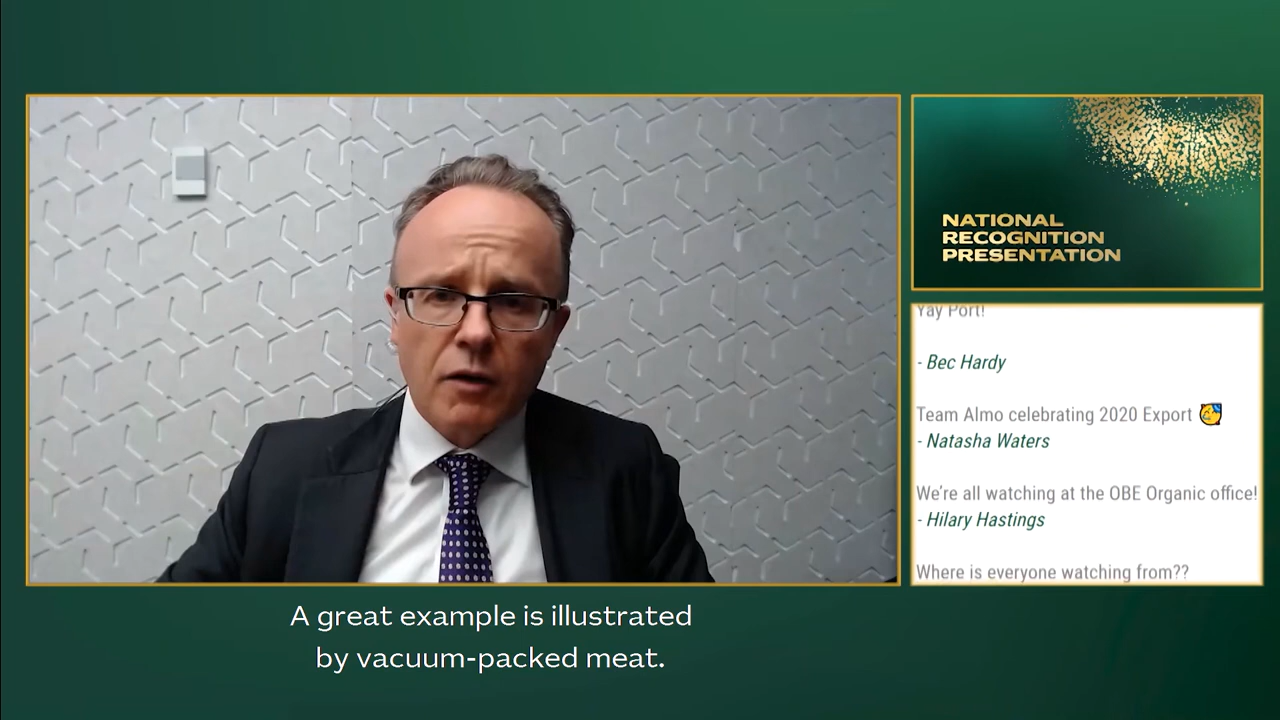 NATIONAL
RECOGNITION
PRESENTATION
Yay Port!
- Bec Hardy
Team Almo celebrating 2020 Export 🥳
- Natasha Waters
We're all watching at the OBE Organic office!
- Hilary Hastings
Where is everyone watching from??
A great example is illustrated
by vacuum-packed meat.